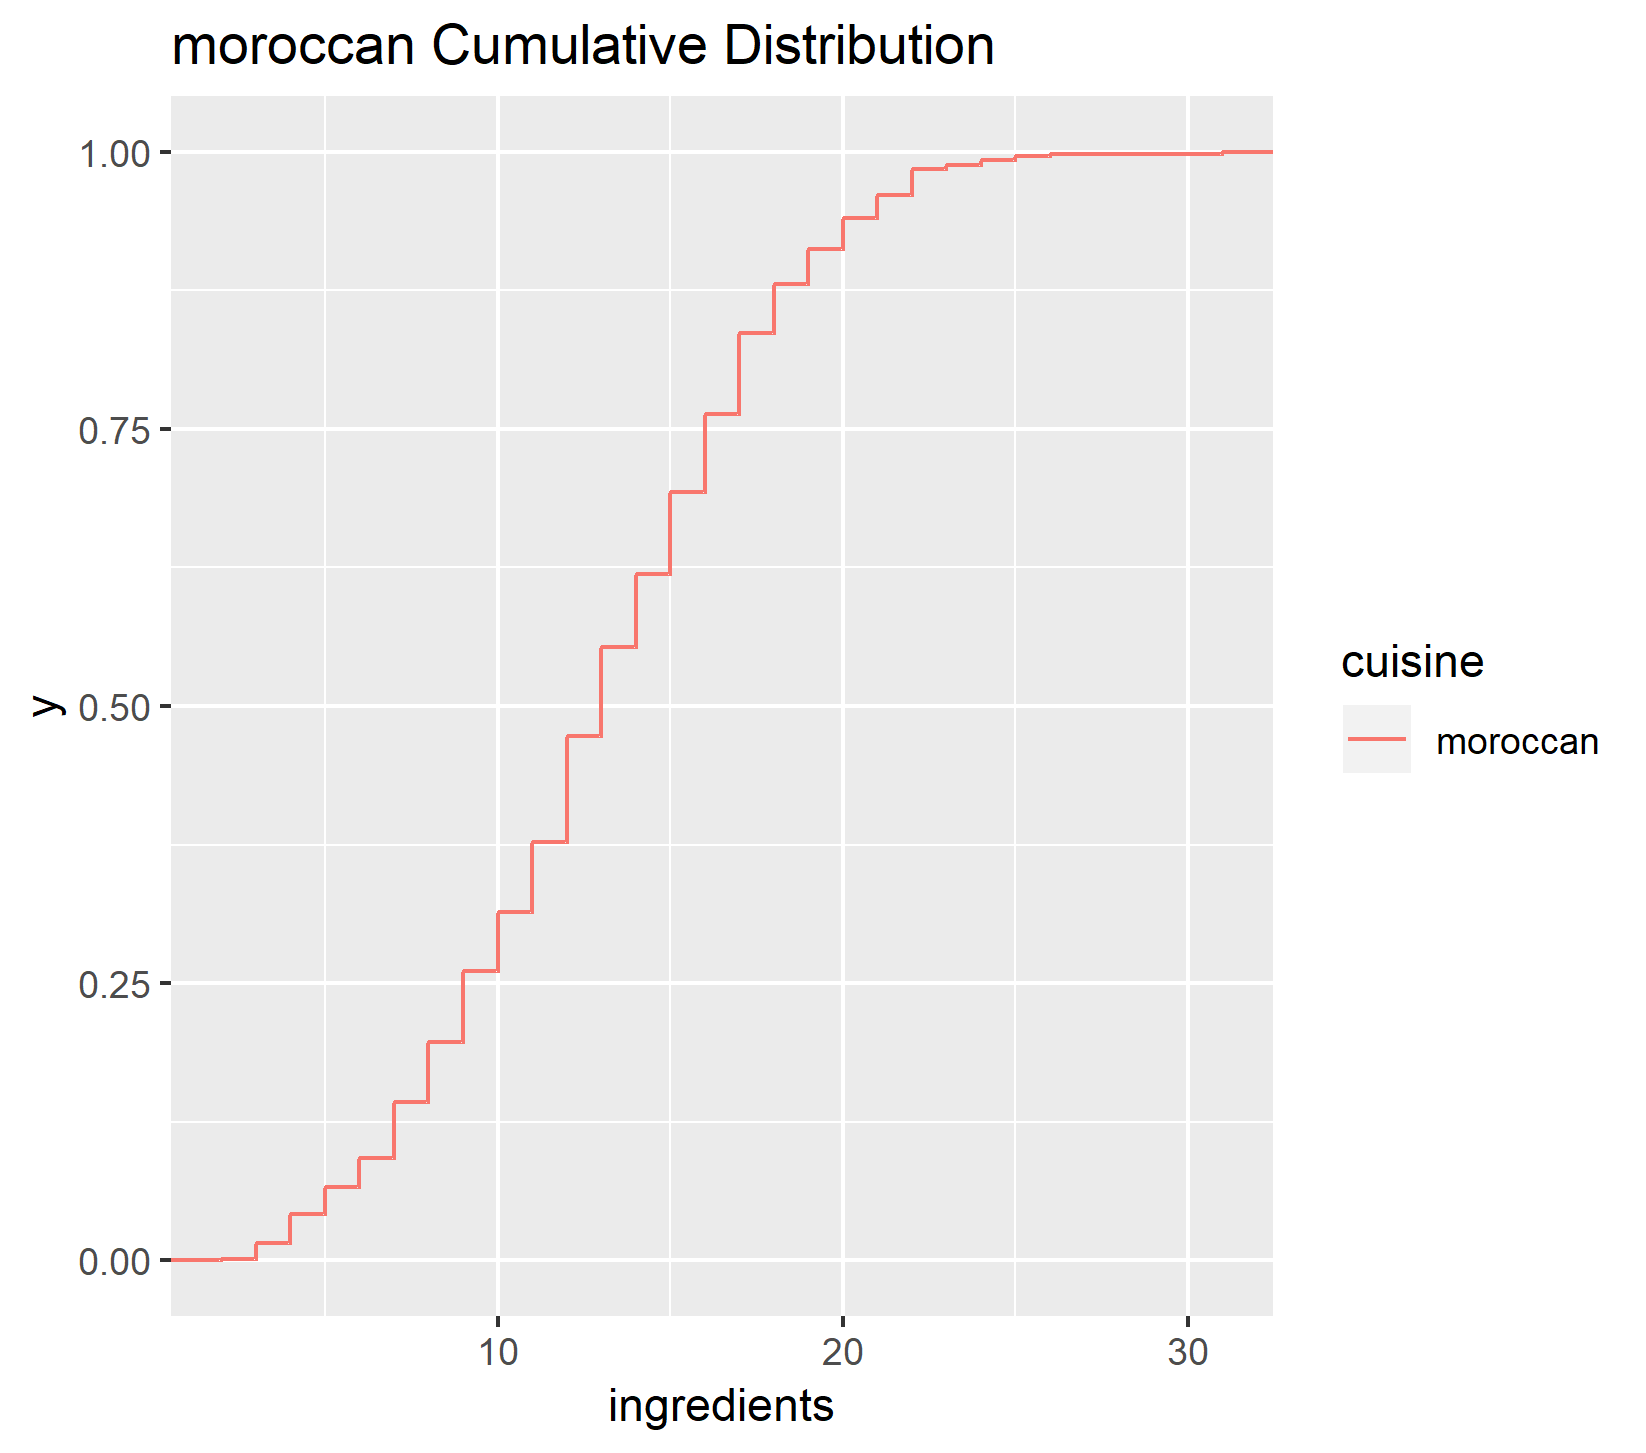 moroccan Cumulative Distribution
1.00
0.75
0.50
0.25
0.00
y
10 20 30
ingredients
cuisine
moroccan